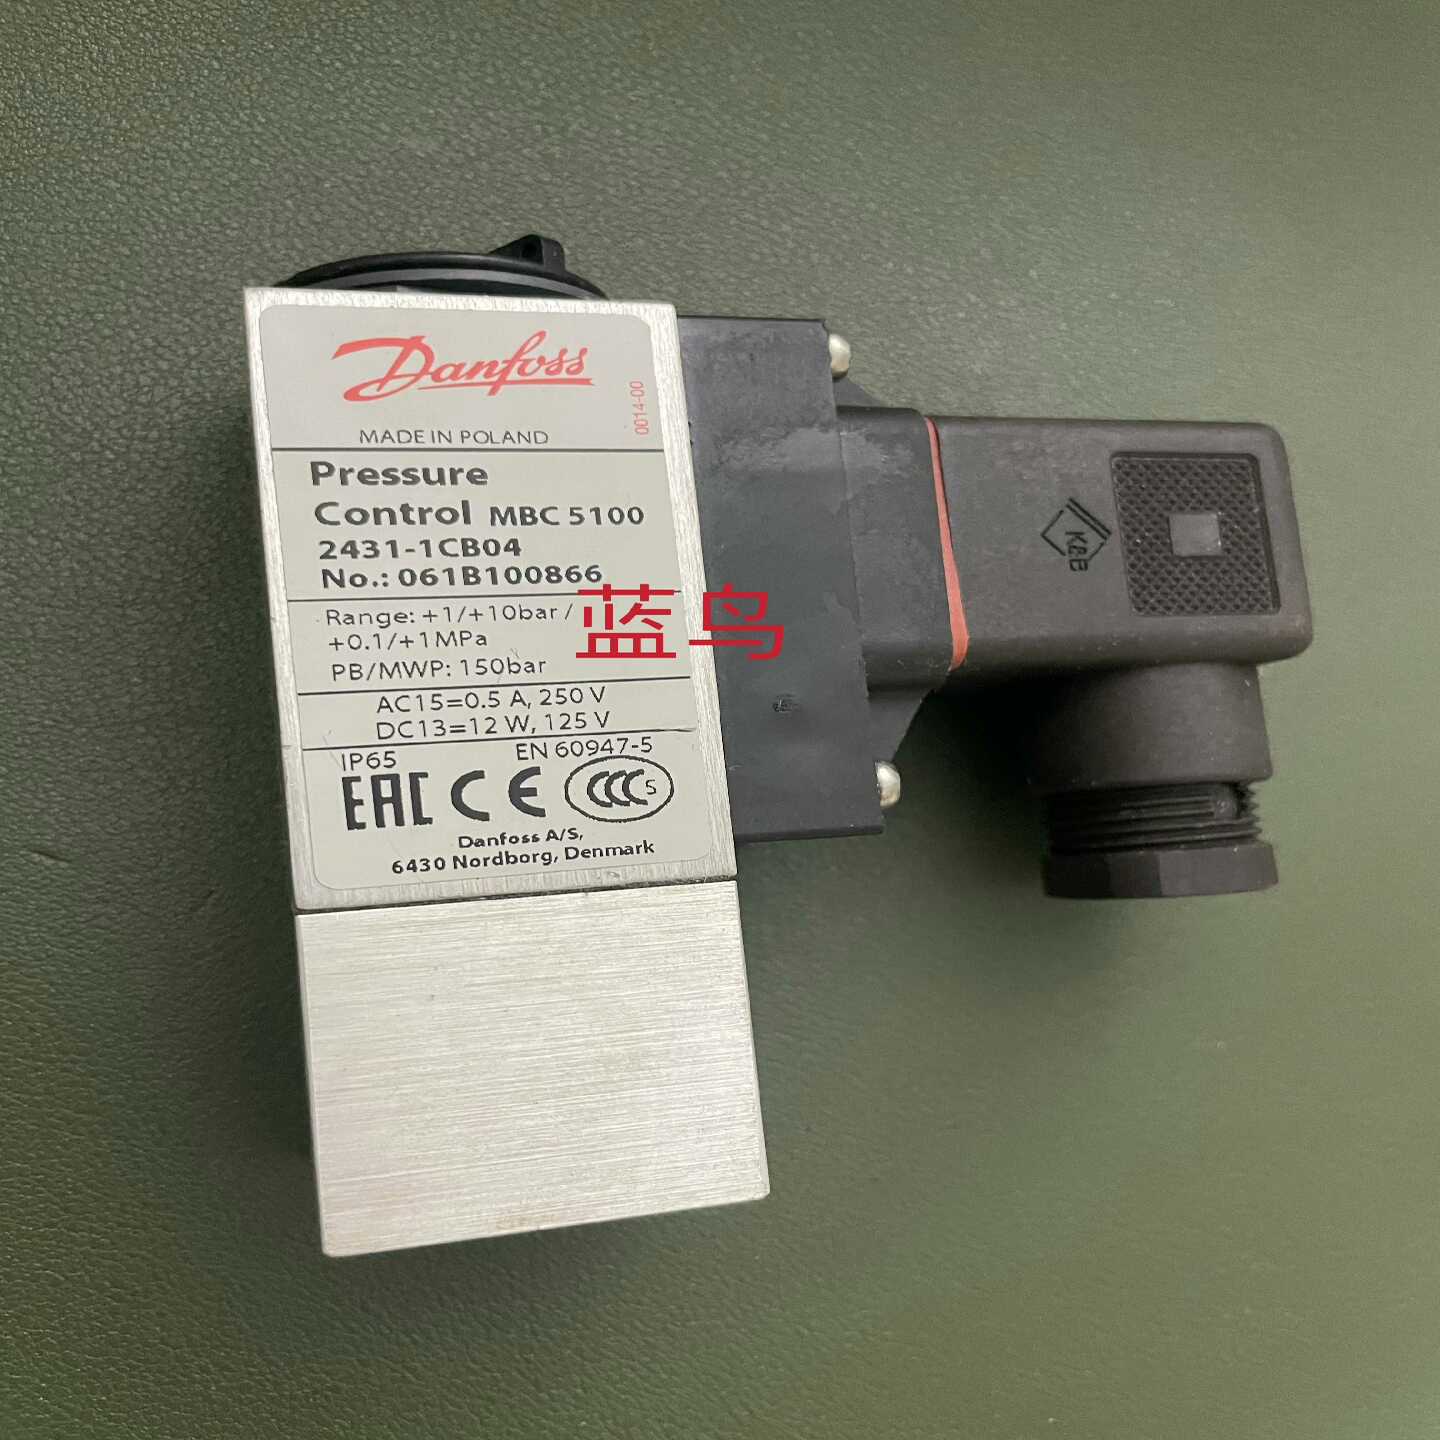 Danfoss
0014-00
MADE IN POLAND
Pressure
Control MBC 5100
2431-1CB04
No.: 061B100866
蓝鸟
Range: +1/+10bar /
+0.1/+1MPa
PB/MWP: 150bar
AC15=0.5 A, 250 V
DC13=12 W, 125 V
IP65 EN 60947-5
EAC CE CCC S
Danfoss A/S,
6430 Nordborg, Denmark
K&B